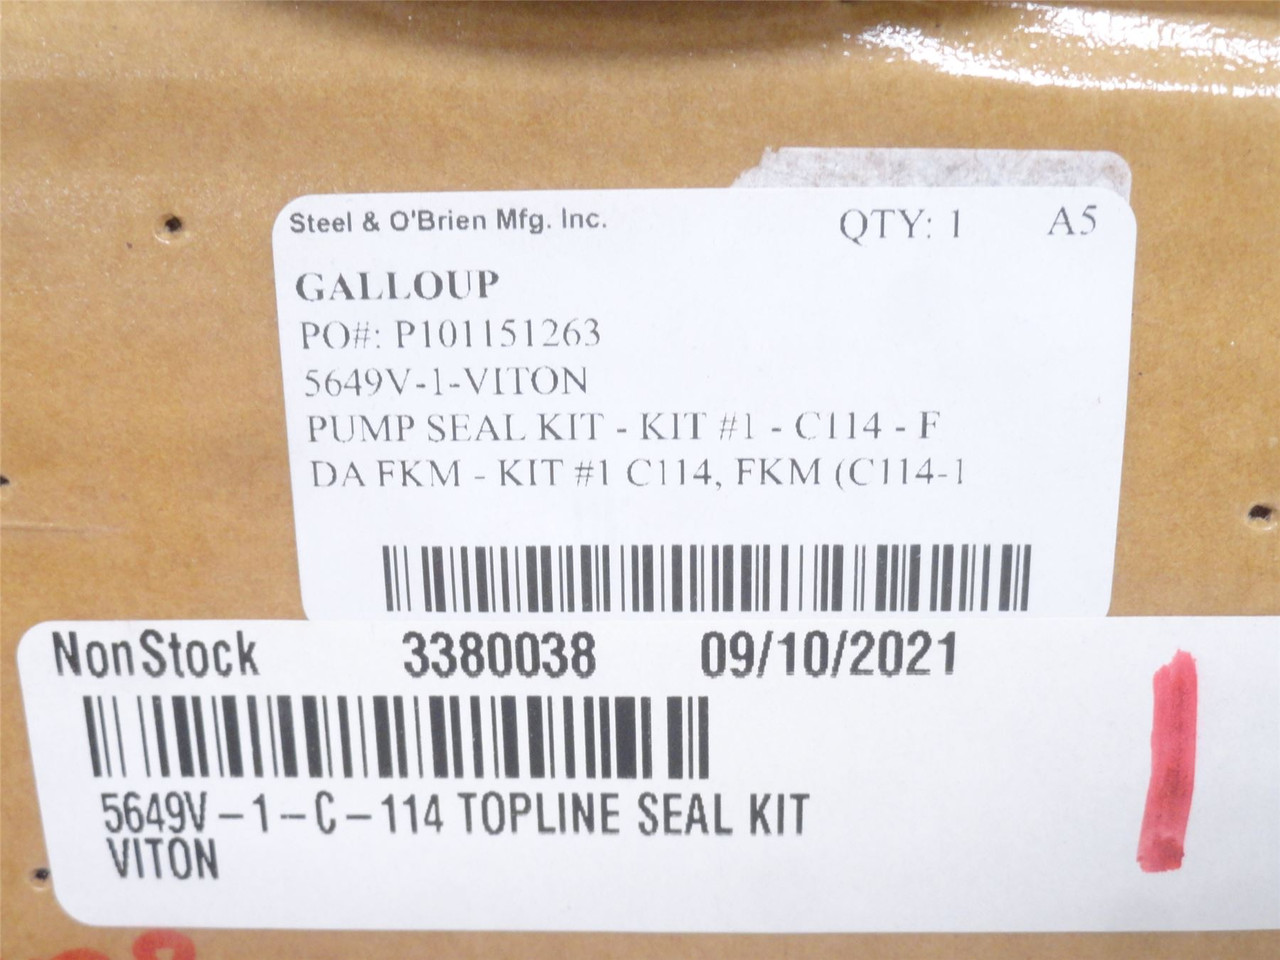 Steel & O'Brien Mfg. Inc. QTY: 1 A5
GALLOUP
PO#: P101151263
5649V-1-VITON
PUMP SEAL KIT - KIT #1 - C114 - F
DA FKM - KIT #1 C114, FKM (C114-1
NonStock 3380038 09/10/2021
5649V-1-C-114 TOPLINE SEAL KIT
VITON